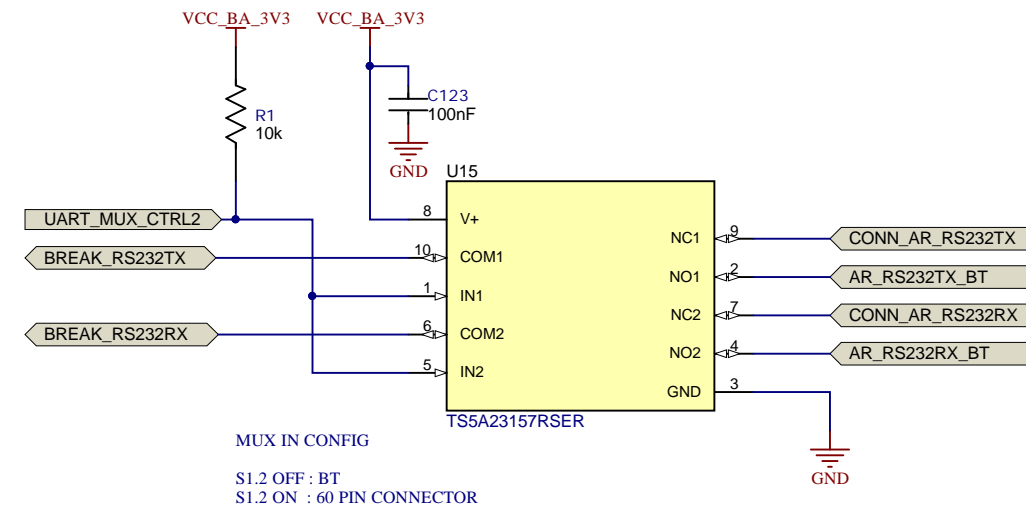 VCC_BA_3V3 VCC_BA_3V3
R1
10k
C123
100nF
GND
U15
UART_MUX_CTRL2
8 V+
BREAK_RS232TX
10 COM1
1 IN1
BREAK_RS232RX
6 COM2
5 IN2
NC1 9 CONN_AR_RS232TX
NO1 2 AR_RS232TX_BT
NC2 7 CONN_AR_RS232RX
NO2 4 AR_RS232RX_BT
GND 3
TS5A23157RSER
GND
MUX IN CONFIG
S1.2 OFF : BT
S1.2 ON : 60 PIN CONNECTOR